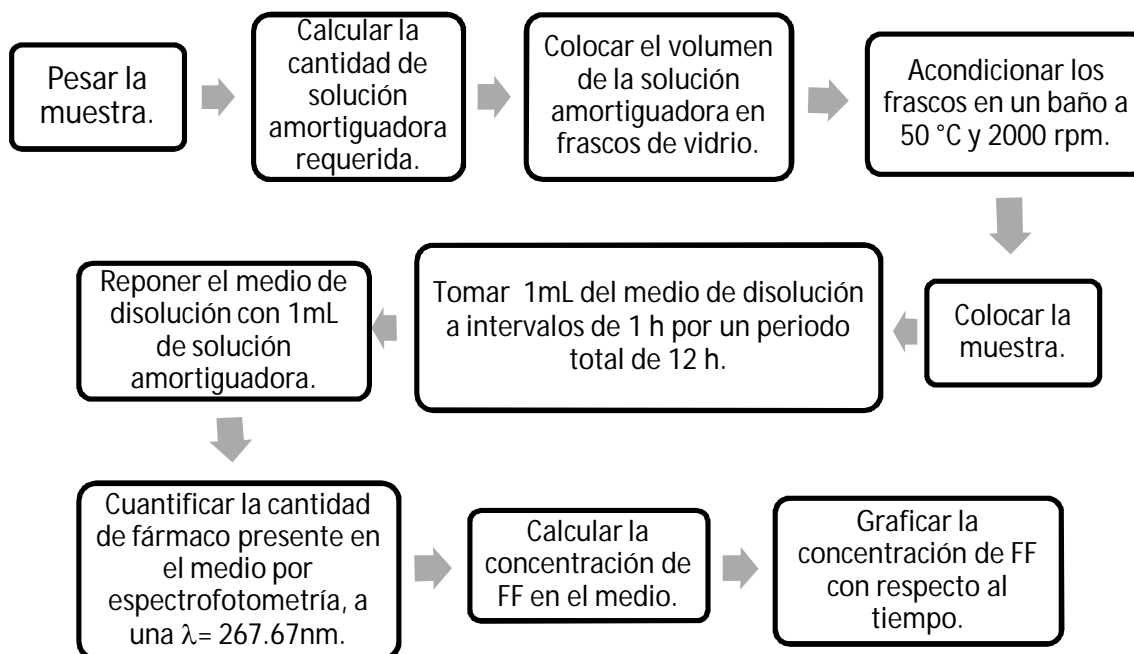 Pesar la
muestra.
Calcular la
cantidad de
solución
amortiguadora
requerida.
Colocar el volumen
de la solución
amortiguadora en
frascos de vidrio.
Acondicionar los
frascos en un baño a
50 °C y 2000 rpm.
Colocar la
muestra.
Tomar 1mL del medio de disolución
a intervalos de 1 h por un periodo
total de 12 h.
Reponer el medio de
disolución con 1mL
de solución
amortiguadora.
Cuantificar la cantidad
de fármaco presente en
el medio por
espectrofotometría, a
una λ= 267.67nm.
Calcular la
concentración de
FF en el medio.
Graficar la
concentración de FF
con respecto al
tiempo.